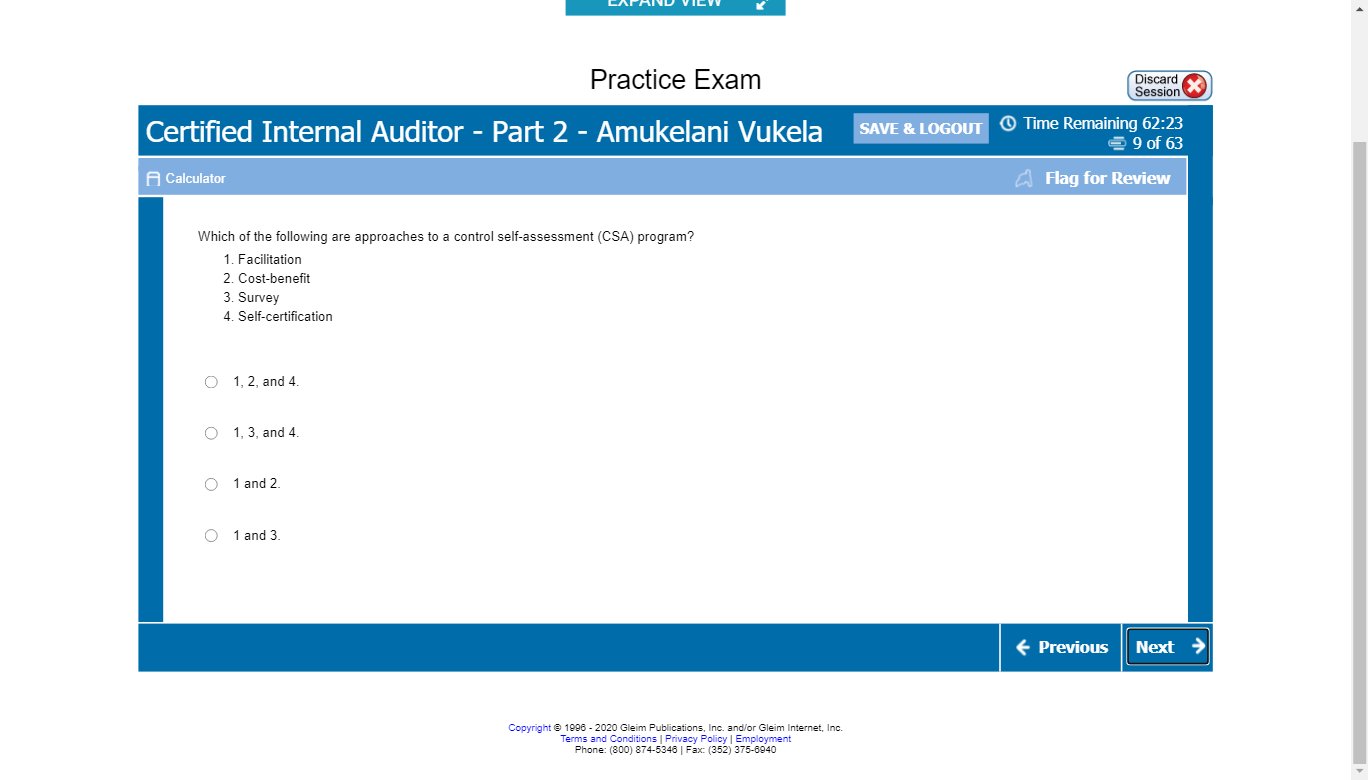 EXPAND VIEW
Practice Exam
Discard
Session
Certified Internal Auditor - Part 2 - Amukelani Vukela
SAVE & LOGOUT
Time Remaining 62:23
9 of 63
Calculator
Flag for Review
Which of the following are approaches to a control self-assessment (CSA) program?
1. Facilitation
2. Cost-benefit
3. Survey
4. Self-certification
1, 2, and 4.
1, 3, and 4.
1 and 2.
1 and 3.
Previous
Next
Copyright © 1996 - 2020 Gleim Publications, Inc. and/or Gleim Internet, Inc.
Terms and Conditions | Privacy Policy | Employment
Phone: (800) 874-5346 | Fax: (352) 375-6940